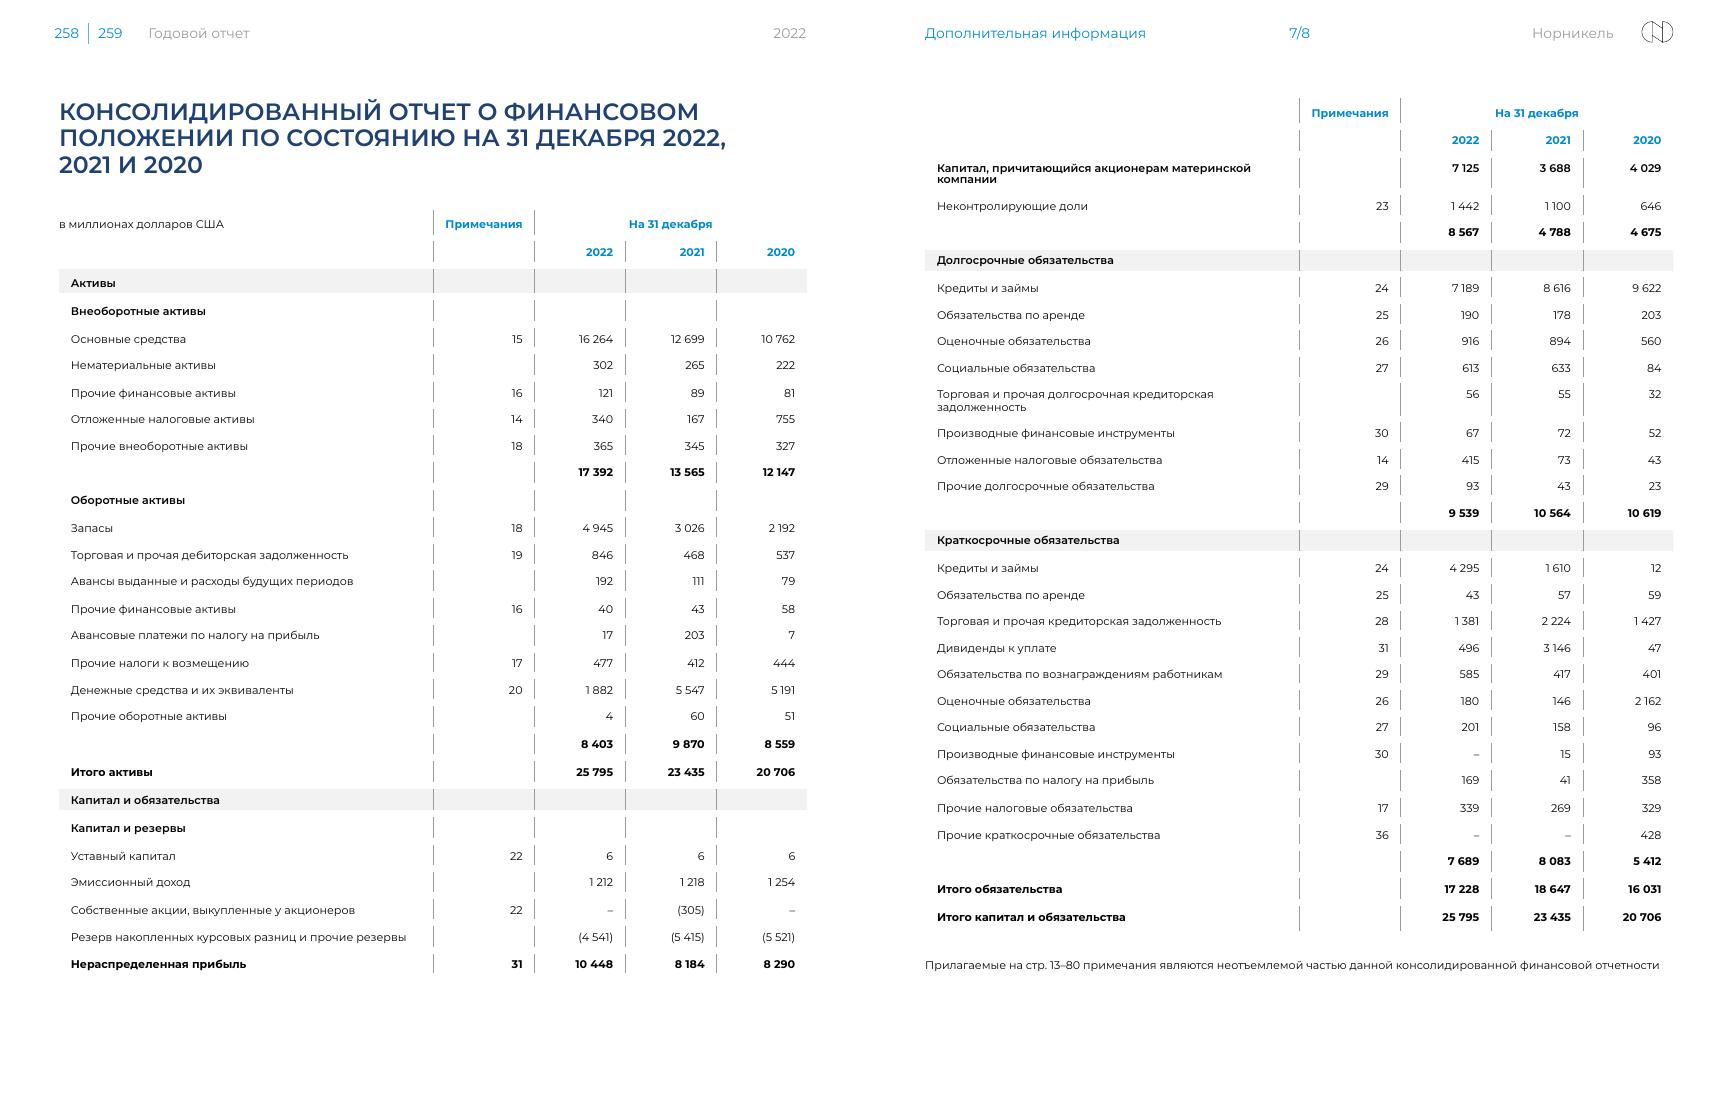 258 259 Годовой отчет 2022
КОНСОЛИДИРОВАННЫЙ ОТЧЕТ О ФИНАНСОВОМ
ПОЛОЖЕНИИ ПО СОСТОЯНИЮ НА 31 ДЕКАБРЯ 2022,
2021 И 2020
в миллионах долларов США Примечания На 31 декабря
2022 2021 2020
Активы
Внеоборотные активы
Основные средства 15 16 264 12 699 10 762
Нематериальные активы 302 265 222
Прочие финансовые активы 16 121 89 81
Отложенные налоговые активы 14 340 167 755
Прочие внеоборотные активы 18 365 345 327
17 392 13 565 12 147
Оборотные активы
Запасы 18 4 945 3 026 2 192
Торговая и прочая дебиторская задолженность 19 846 468 537
Авансы выданные и расходы будущих периодов 192 111 79
Прочие финансовые активы 16 40 43 58
Авансовые платежи по налогу на прибыль 17 203 7
Прочие налоги к возмещению 17 477 412 444
Денежные средства и их эквиваленты 20 1 882 5 547 5 191
Прочие оборотные активы 4 60 51
8 403 9 870 8 559
Итого активы 25 795 23 435 20 706
Капитал и обязательства
Капитал и резервы
Уставный капитал 22 6 6 6
Эмиссионный доход 1 212 1 218 1 254
Собственные акции, выкупленные у акционеров 22 – (305) –
Резерв накопленных курсовых разниц и прочие резервы (4 541) (5 415) (5 521)
Нераспределенная прибыль 31 10 448 8 184 8 290
Дополнительная информация 7/8 Норникель
Примечания На 31 декабря
2022 2021 2020
Капитал, причитающийся акционерам материнской
компании 7 125 3 688 4 029
Неконтролирующие доли 23 1 442 1 100 646
8 567 4 788 4 675
Долгосрочные обязательства
Кредиты и займы 24 7 189 8 616 9 622
Обязательства по аренде 25 190 178 203
Оценочные обязательства 26 916 894 560
Социальные обязательства 27 613 633 84
Торговая и прочая долгосрочная кредиторская
задолженность 56 55 32
Производные финансовые инструменты 30 67 72 52
Отложенные налоговые обязательства 14 415 73 43
Прочие долгосрочные обязательства 29 93 43 23
9 539 10 564 10 619
Краткосрочные обязательства
Кредиты и займы 24 4 295 1 610 12
Обязательства по аренде 25 43 57 59
Торговая и прочая кредиторская задолженность 28 1 381 2 224 1 427
Дивиденды к уплате 31 496 3 146 47
Обязательства по вознаграждениям работникам 29 585 417 401
Оценочные обязательства 26 180 146 2 162
Социальные обязательства 27 201 158 96
Производные финансовые инструменты 30 – 15 93
Обязательства по налогу на прибыль 169 41 358
Прочие налоговые обязательства 17 339 269 329
Прочие краткосрочные обязательства 36 – – 428
7 689 8 083 5 412
Итого обязательства 17 228 18 647 16 031
Итого капитал и обязательства 25 795 23 435 20 706
Прилагаемые на стр. 13–80 примечания являются неотъемлемой частью данной консолидированной финансовой отчетности